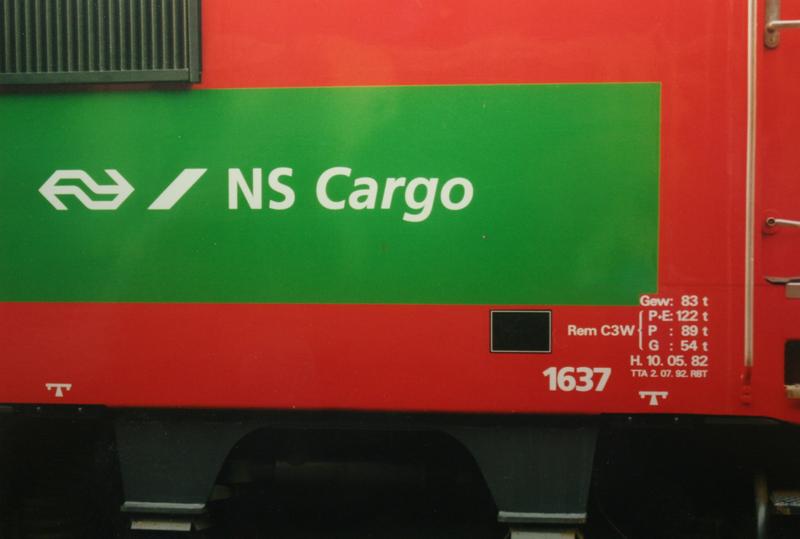 NS Cargo
Gew: 83 t
Rem C3W { P+E: 122 t
P : 89 t
G : 54 t
H. 10. 05. 82
TTA 2. 07. 92. RBT
1637